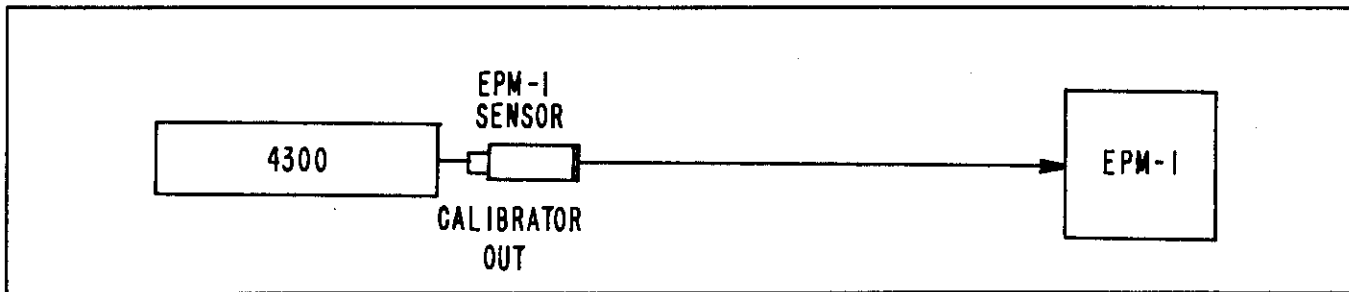 4300
EPM-1
SENSOR
CALIBRATOR
OUT
EPM-1